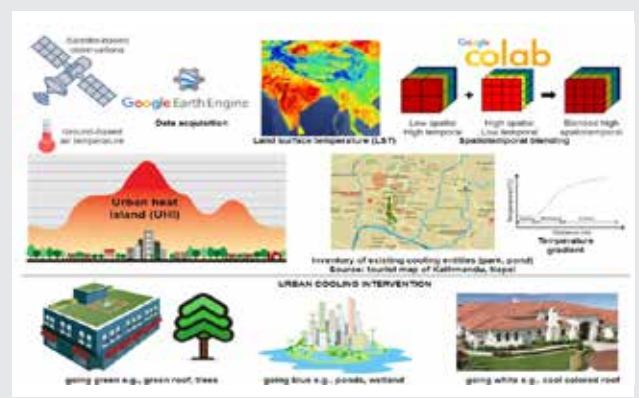 Satellite-based
observations
Google Earth Engine
Data acquisition
Ground-based
air temperature
Land surface temperature (LST)
Google
colab
Low spatial
High temporal
+
High spatial
Low temporal
Blended high
spatiotemporal
Spatiotemporal blending
Urban heat
island (UHI)
Inventory of existing cooling entities (park, pond)
Source: tourist map of Kathmandu, Nepal
Temperature
gradient
URBAN COOLING INTERVENTION
going green e.g., green roof, trees
going blue e.g., ponds, wetland
going white e.g., cool colored roof